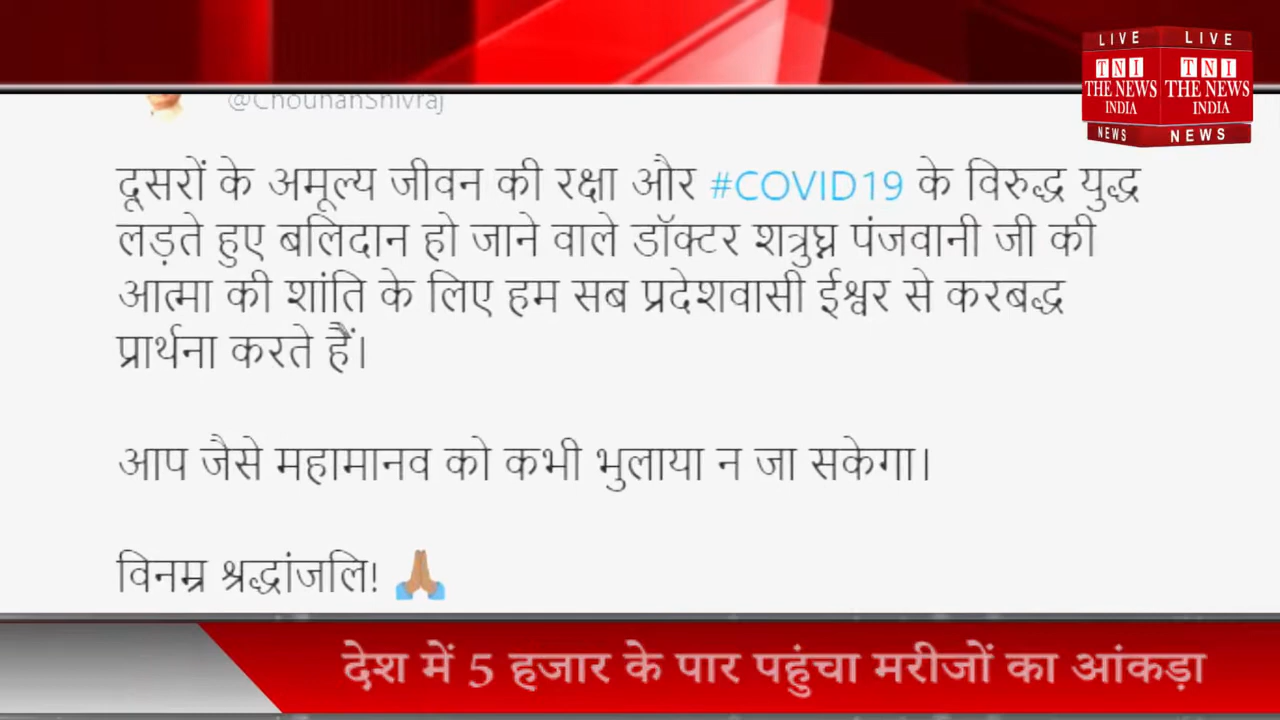 LIVE LIVE
TNI TNI
THE NEWS THE NEWS
INDIA INDIA
NEWS NEWS
@ChouhanShivraj
दूसरों के अमूल्य जीवन की रक्षा और #COVID19 के विरुद्ध युद्ध
लड़ते हुए बलिदान हो जाने वाले डॉक्टर शत्रुघ्न पंजवानी जी की
आत्मा की शांति के लिए हम सब प्रदेशवासी ईश्वर से करबद्ध
प्रार्थना करते हैं।
आप जैसे महामानव को कभी भुलाया न जा सकेगा।
विनम्र श्रद्धांजलि! 🙏🏽
देश में 5 हजार के पार पहुंचा मरीजों का आंकड़ा